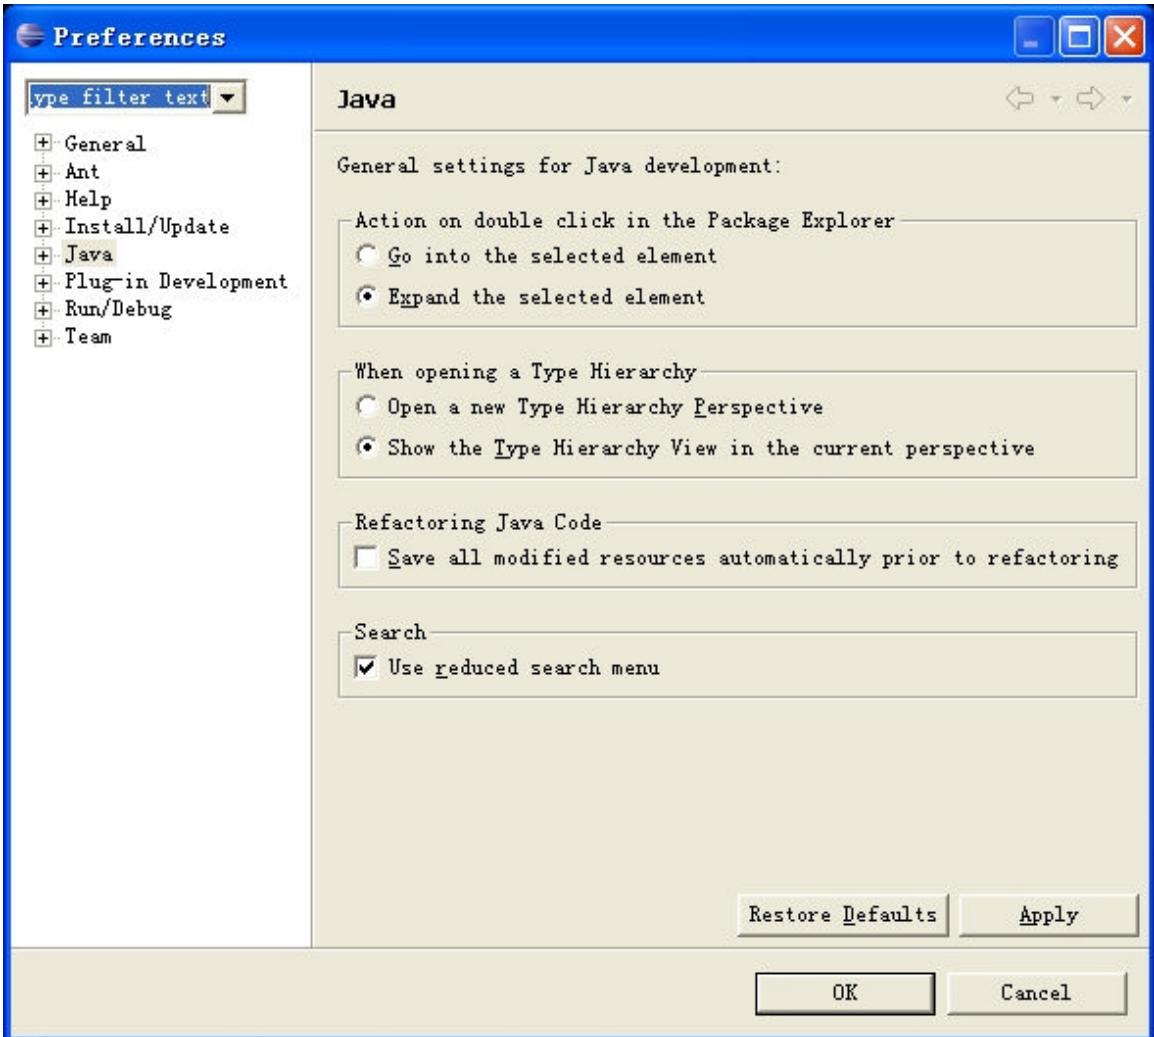 Preferences
ype filter text
General
Ant
Help
Install/Update
Java
Plug-in Development
Run/Debug
Team
Java
General settings for Java development:
Action on double click in the Package Explorer
Go into the selected element
Expand the selected element
When opening a Type Hierarchy
Open a new Type Hierarchy Perspective
Show the Type Hierarchy View in the current perspective
Refactoring Java Code
Save all modified resources automatically prior to refactoring
Search
Use reduced search menu
Restore Defaults
Apply
OK
Cancel